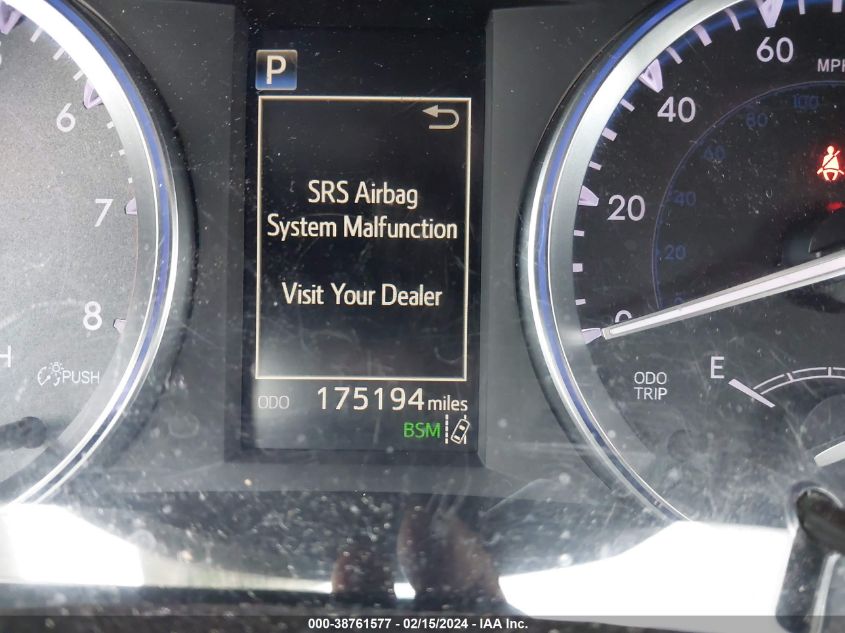 P
SRS Airbag
System Malfunction
Visit Your Dealer
ODO 175194 miles
BSM
6
7
8
PUSH
60
MPH
40
20
0
100
80
60
40
20
E
ODO
TRIP
000-38761577 - 02/15/2024 - IAA Inc.